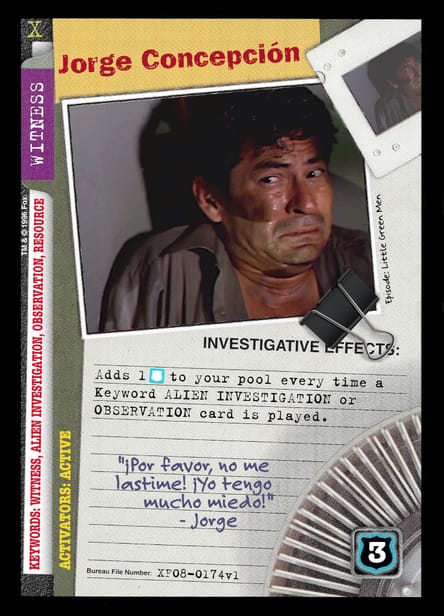 X
WITNESS
Jorge Concepción
TM & © 1996 Fox
KEYWORDS: WITNESS, ALIEN INVESTIGATION, OBSERVATION, RESOURCE
ACTIVATORS: ACTIVE
Episode: Little Green Men
INVESTIGATIVE EFFECTS:
Adds 1 to your pool every time a
Keyword ALIEN INVESTIGATION or
OBSERVATION card is played.
"¡Por favor, no me
lastime! ¡Yo tengo
mucho miedo!"
- Jorge
3
Bureau File Number: XF08-0174v1